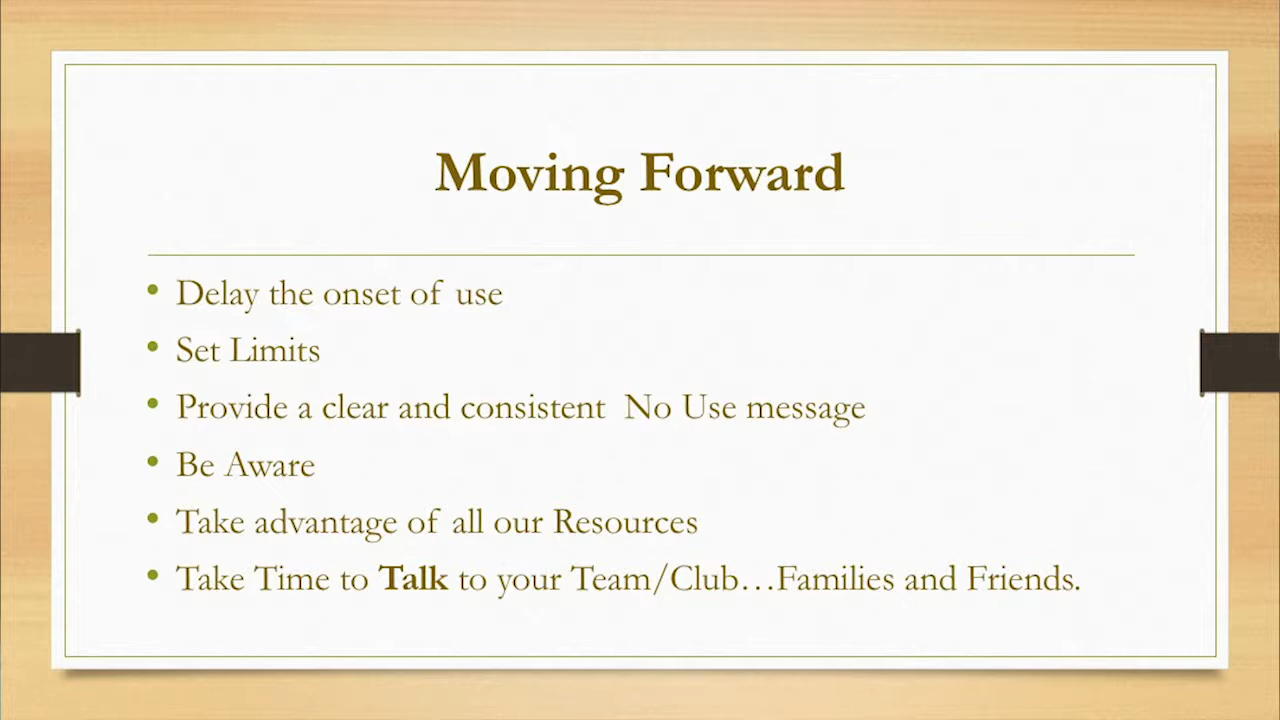 Moving Forward
• Delay the onset of use
• Set Limits
• Provide a clear and consistent  No Use message
• Be Aware
• Take advantage of all our Resources
• Take Time to Talk to your Team/Club…Families and Friends.